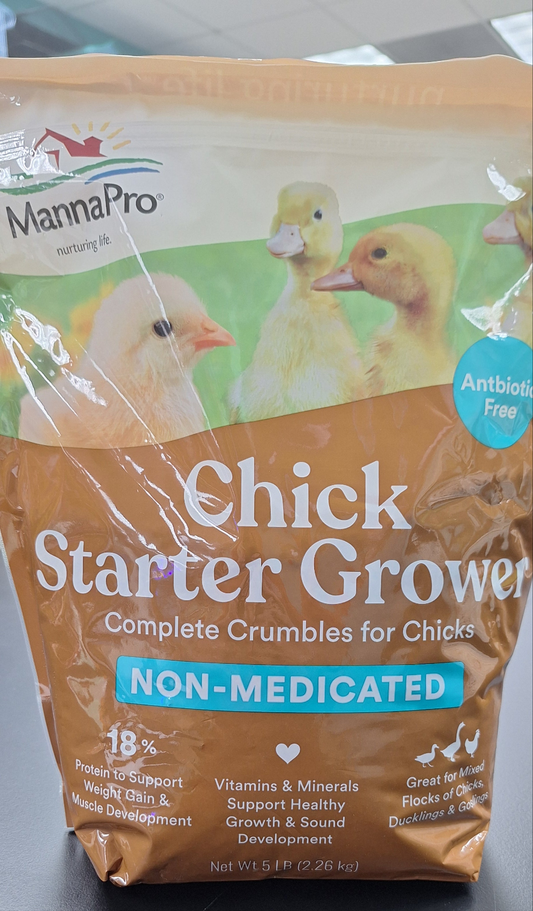 MannaPro®
nurturing life.
Antbiotic
Free
Chick
Starter Grower
Complete Crumbles for Chicks
NON-MEDICATED
18%
Protein to Support
Weight Gain &
Muscle Development
Vitamins & Minerals
Support Healthy
Growth & Sound
Development
Great for Mixed
Flocks of Chicks,
Ducklings & Goslings
Net Wt 5 LB (2.26 kg)